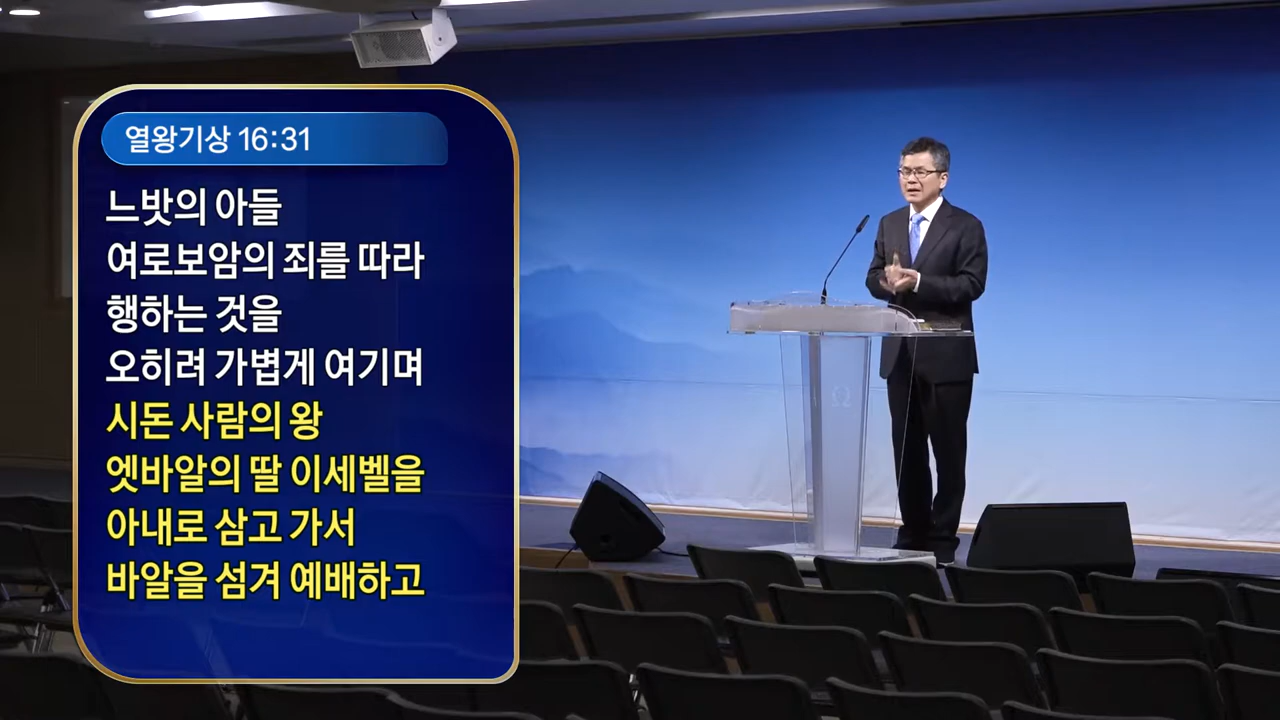 열왕기상 16:31
느밧의 아들
여로보암의 죄를 따라
행하는 것을
오히려 가볍게 여기며
시돈 사람의 왕
엣바알의 딸 이세벨을
아내로 삼고 가서
바알을 섬겨 예배하고
Ω